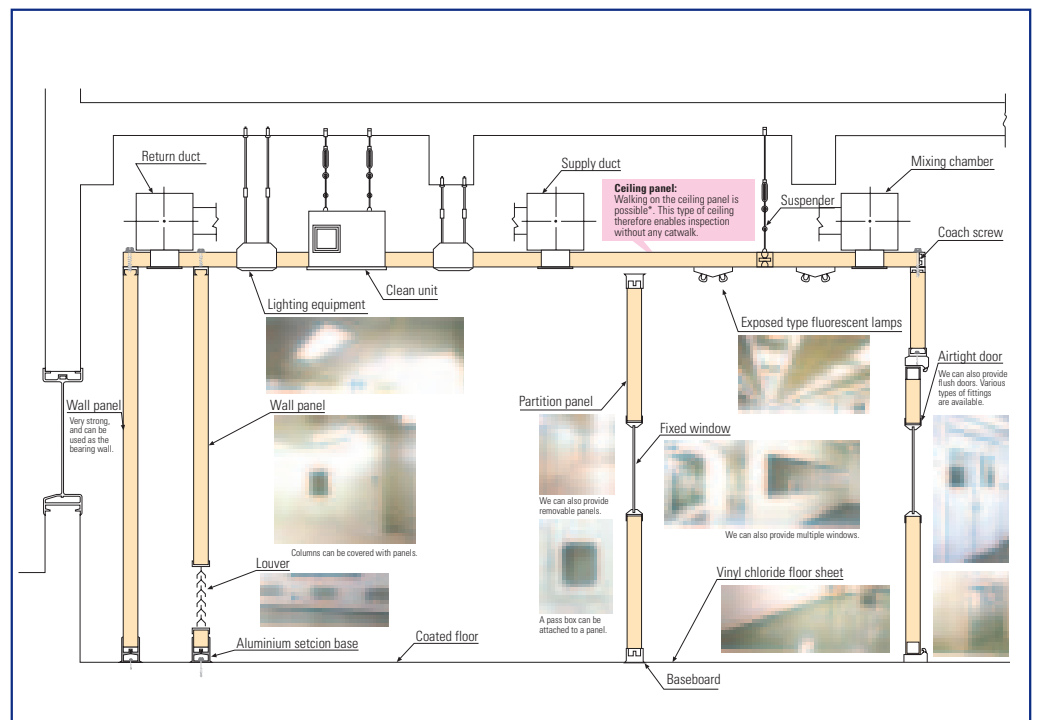 Return duct
Supply duct
Mixing chamber
Ceiling panel:
Walking on the ceiling panel is
possible*. This type of ceiling
therefore enables inspection
without any catwalk.
Suspender
Coach screw
Clean unit
Lighting equipment
Exposed type fluorescent lamps
Airtight door
We can also provide
flush doors. Various
types of fittings
are available.
Wall panel
Very strong,
and can be
used as the
bearing wall.
Wall panel
Partition panel
Fixed window
We can also provide
removable panels.
We can also provide multiple windows.
Columns can be covered with panels.
Louver
Vinyl chloride floor sheet
A pass box can be
attached to a panel.
Aluminium setcion base
Coated floor
Baseboard